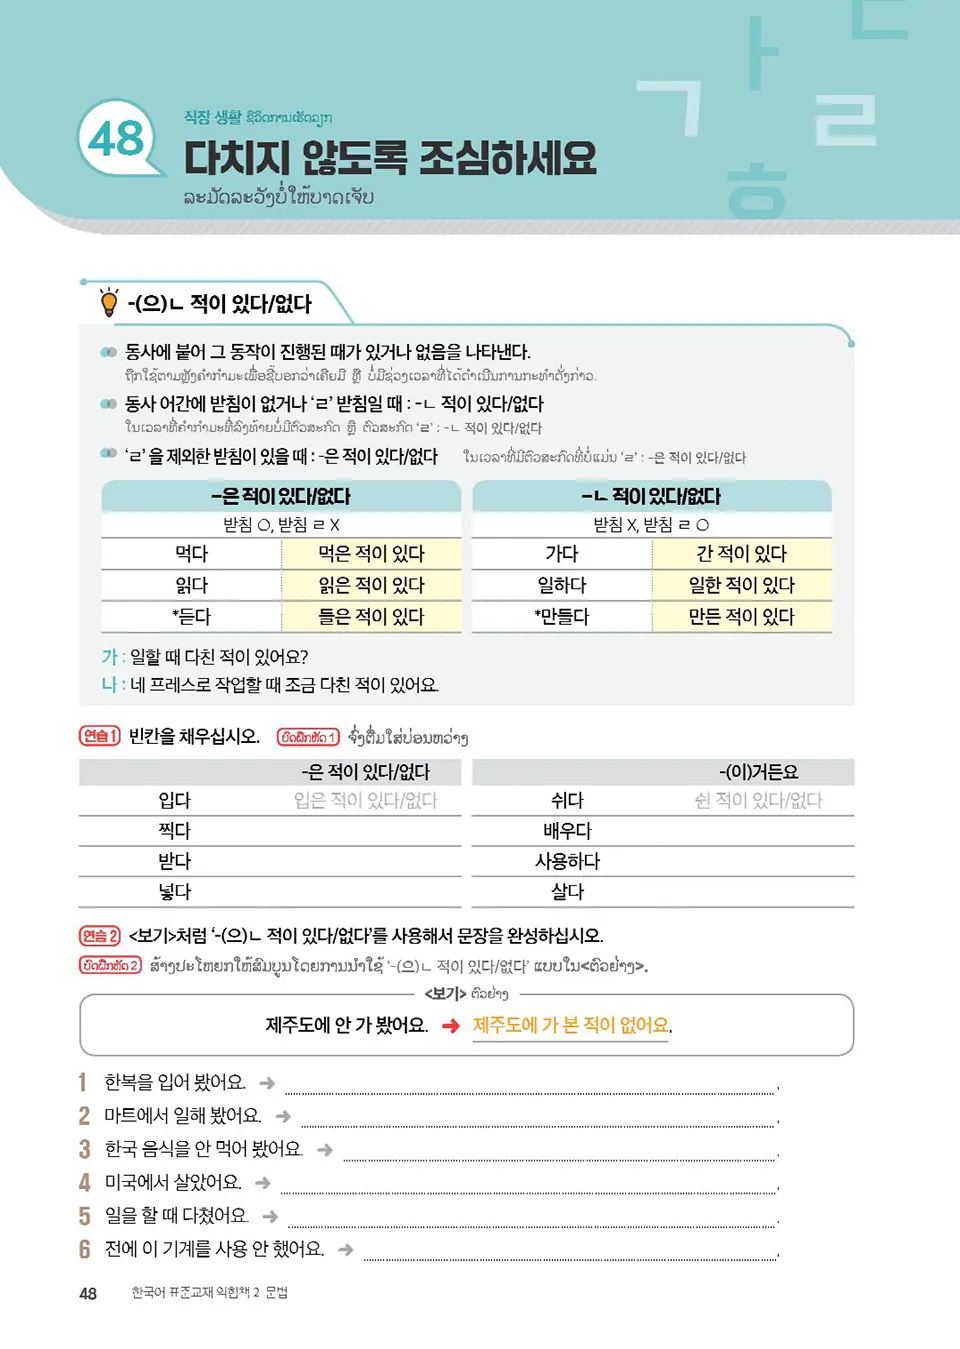 48
직장 생활 ຊີວິດການເຮັດວຽກ
다치지 않도록 조심하세요
ລະມັດລະວັງບໍ່ໃຫ້ບາດເຈັບ
ㄱ ㅏ ㄹ ㄷ ㅎ
-(으)ㄴ 적이 있다/없다
동사에 붙어 그 동작이 진행된 때가 있거나 없음을 나타낸다.
ຖືກໃຊ້ຕາມຫຼັງຄຳກຳມະເພື່ອຊີ້ບອກວ່າເຄີຍມີ ຫຼື ບໍ່ມີຊ່ວງເວລາທີ່ໄດ້ດຳເນີນການກະທຳດັ່ງກ່າວ.
동사 어간에 받침이 없거나 ‘ㄹ’ 받침일 때 : -ㄴ 적이 있다/없다
ໃນເວລາທີ່ຄຳກຳມະທີ່ລົງທ້າຍບໍ່ມີຕົວສະກົດ ຫຼື ຕົວສະກົດ ‘ㄹ’ : -ㄴ 적이 있다/없다
‘ㄹ’ 을 제외한 받침이 있을 때 : -은 적이 있다/없다 ໃນເວລາທີ່ມີຕົວສະກົດທີ່ບໍ່ແມ່ນ ‘ㄹ’ : -은 적이 있다/없다
-은 적이 있다/없다 -ㄴ 적이 있다/없다
받침 O, 받침 ㄹ X 받침 X, 받침 ㄹ O
먹다 먹은 적이 있다 가다 간 적이 있다
읽다 읽은 적이 있다 일하다 일한 적이 있다
*듣다 들은 적이 있다 *만들다 만든 적이 있다
가 : 일할 때 다친 적이 있어요?
나 : 네 프레스로 작업할 때 조금 다친 적이 있어요.
연습 1 빈칸을 채우십시오. ບົດຝຶກຫັດ 1 ຈົ່ງຕື່ມໃສ່ບ່ອນຫວ່າງ
-은 적이 있다/없다 -(이)거든요
입다 입은 적이 있다/없다 쉬다 쉰 적이 있다/없다
찍다 배우다
받다 사용하다
넣다 살다
연습 2 <보기>처럼 ‘-(으)ㄴ 적이 있다/없다’를 사용해서 문장을 완성하십시오.
ບົດຝຶກຫັດ 2 ສ້າງປະໂຫຍກໃຫ້ສົມບູນໂດຍການນຳໃຊ້ ‘-(으)ㄴ 적이 있다/없다’ ແບບໃນ<ຕົວຢ່າງ>.
<보기> ຕົວຢ່າງ
제주도에 안 가 봤어요. ➜ 제주도에 가 본 적이 없어요.
1 한복을 입어 봤어요. ➜ .
2 마트에서 일해 봤어요. ➜ .
3 한국 음식을 안 먹어 봤어요. ➜ .
4 미국에서 살았어요. ➜ .
5 일을 할 때 다쳤어요. ➜ .
6 전에 이 기계를 사용 안 했어요. ➜ .
48 한국어 표준교재 익힘책 2 문법